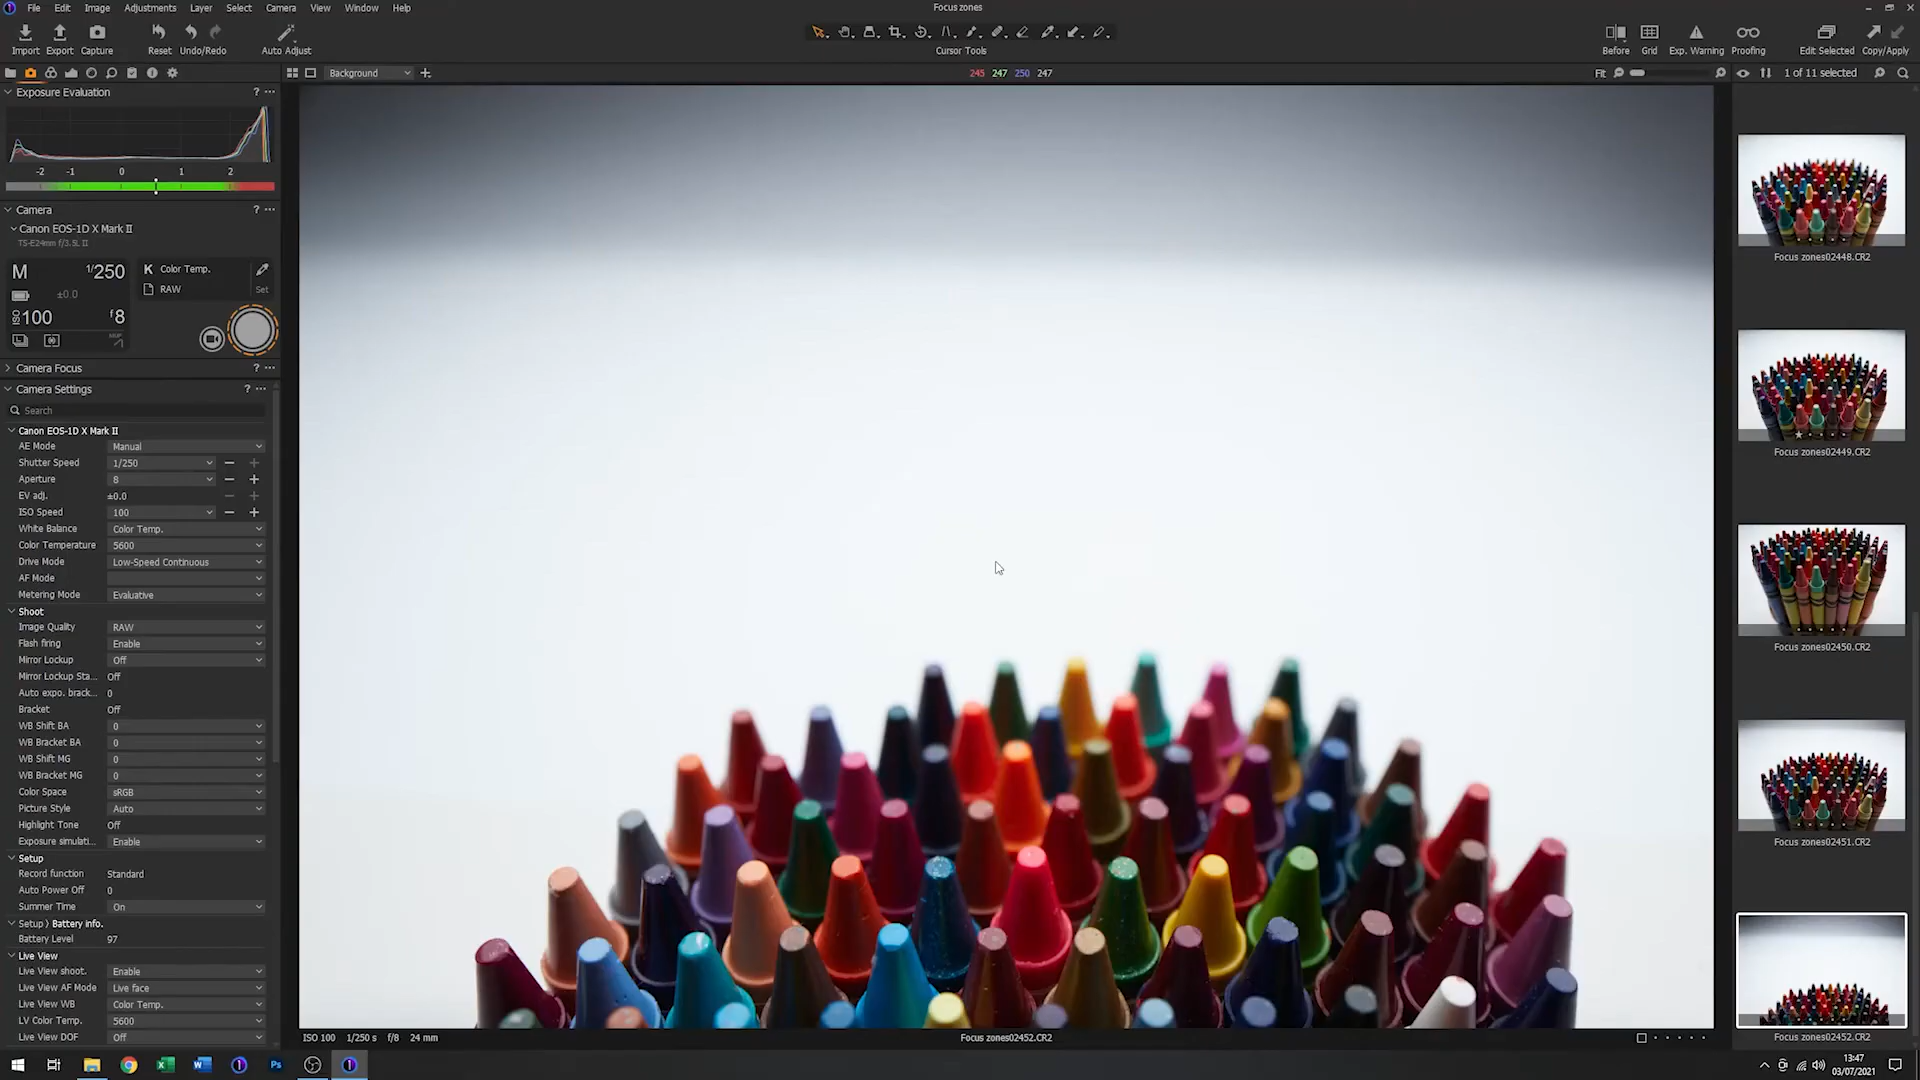 File Edit Image Adjustments Layer Select Camera View Window Help
Focus zones
Import Export Capture
Reset Undo/Redo
Auto Adjust
Cursor Tools
Before Grid Exp. Warning Proofing
Edit Selected Copy/Apply
Background
245 247 250 247
Fit
1 of 11 selected
Exposure Evaluation
?
-2 -1 0 1 2
Camera
?
Canon EOS-1D X Mark II
TS-E24mm f/3.5L II
M 1/250
K Color Temp.
±0.0
RAW
Set
ISO 100 f8
Camera Focus
?
Camera Settings
?
Search
Canon EOS-1D X Mark II
AE Mode Manual
Shutter Speed 1/250
Aperture 8
EV adj. ±0.0
ISO Speed 100
White Balance Color Temp.
Color Temperature 5600
Drive Mode Low-Speed Continuous
AF Mode
Metering Mode Evaluative
Shoot
Image Quality RAW
Flash firing Enable
Mirror Lockup Off
Mirror Lockup Sta... Off
Auto expo. brack... 0
Bracket Off
WB Shift BA 0
WB Bracket BA 0
WB Shift MG 0
WB Bracket MG 0
Color Space sRGB
Picture Style Auto
Highlight Tone Off
Exposure simulati... Enable
Setup
Record function Standard
Auto Power Off 0
Summer Time On
Setup ) Battery info.
Battery Level 97
Live View
Live View shoot. Enable
Live View AF Mode Live face
Live View WB Color Temp.
LV Color Temp. 5600
Live View DOF Off
ISO 100 1/250 s f/8 24 mm
Focus zones02452.CR2
Focus zones02448.CR2
Focus zones02449.CR2
Focus zones02450.CR2
Focus zones02451.CR2
Focus zones02452.CR2
13:47
03/07/2021